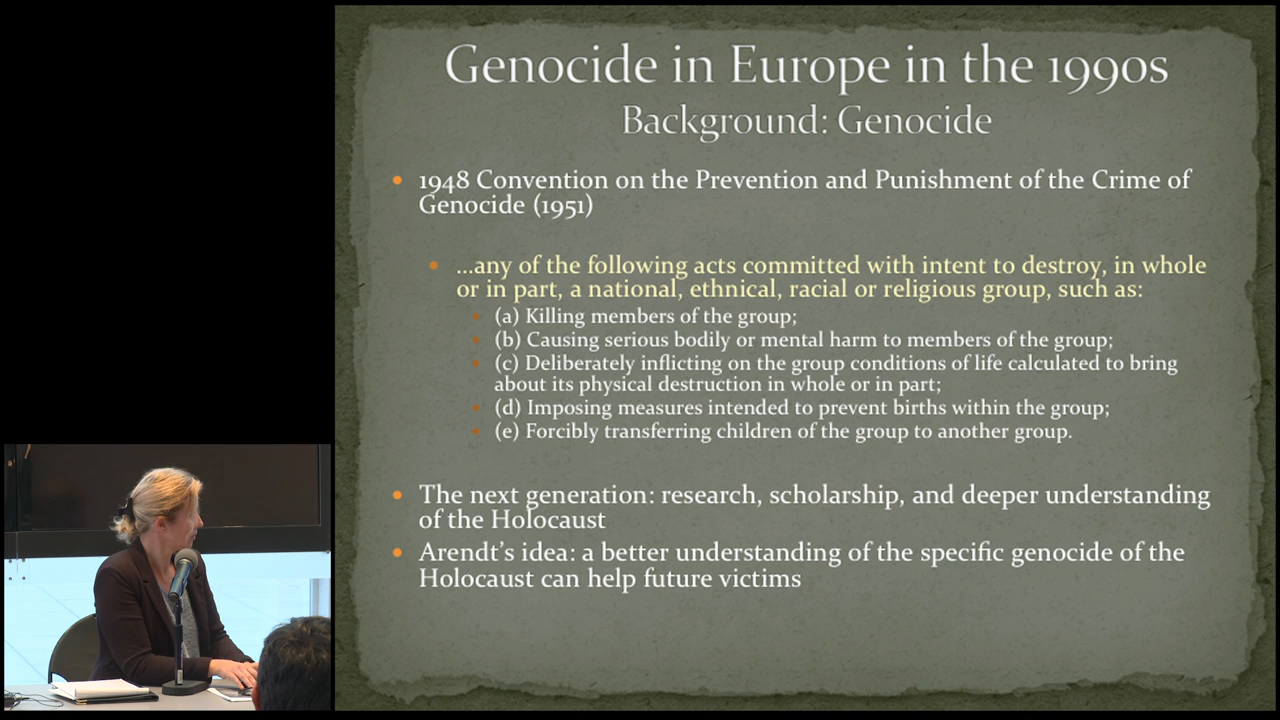 Genocide in Europe in the 1990s
Background: Genocide
1948 Convention on the Prevention and Punishment of the Crime of
Genocide (1951)
...any of the following acts committed with intent to destroy, in whole
or in part, a national, ethnical, racial or religious group, such as:
(a) Killing members of the group;
(b) Causing serious bodily or mental harm to members of the group;
(c) Deliberately inflicting on the group conditions of life calculated to bring
about its physical destruction in whole or in part;
(d) Imposing measures intended to prevent births within the group;
(e) Forcibly transferring children of the group to another group.
The next generation: research, scholarship, and deeper understanding
of the Holocaust
Arendt's idea: a better understanding of the specific genocide of the
Holocaust can help future victims